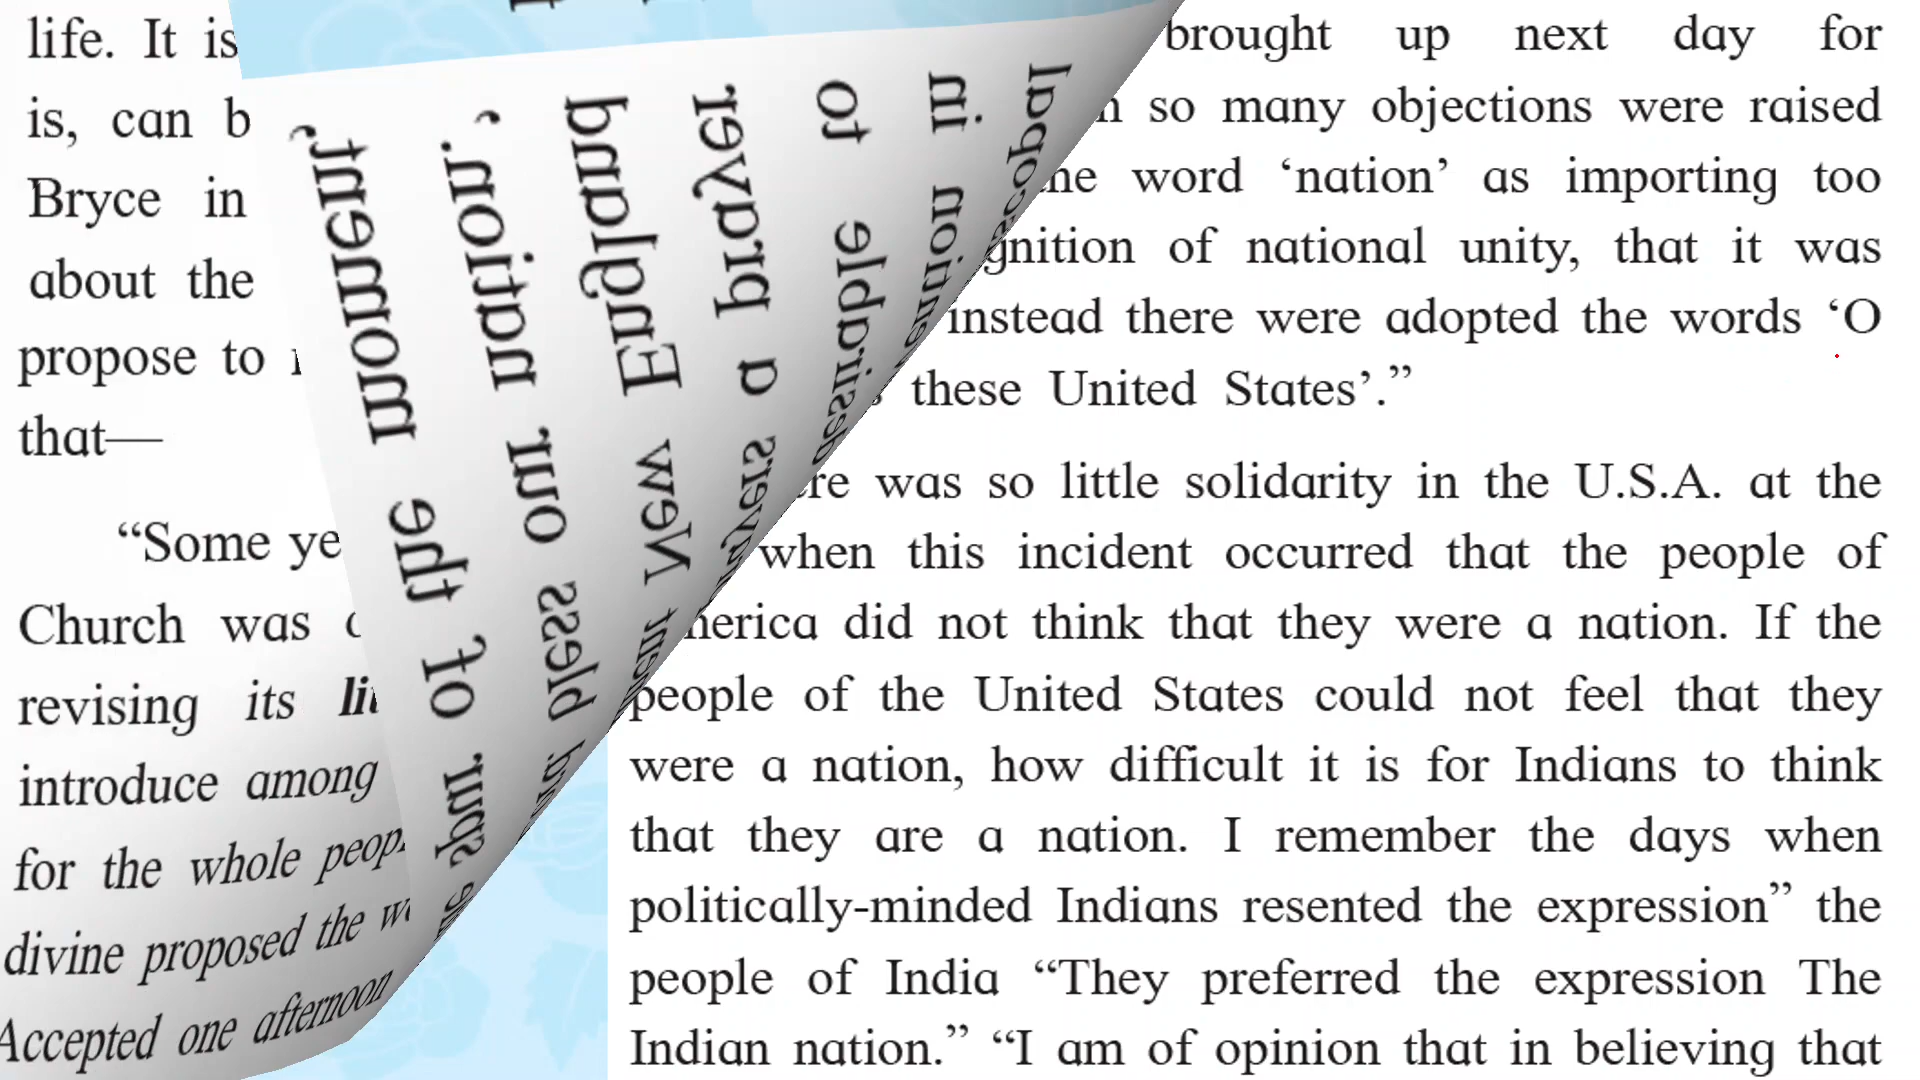 life. It is
is, can b
Bryce in
about the
propose to
that—
“Some ye
Church was
revising its
introduce among
for the whole
divine proposed the
Accepted one afternoon
moment,
to the
spur of
nation.’
our
bless
England
New
braver
a
of
desirable
in
mention
brought up next day for
so many objections were raised
word ‘nation’ as importing too
of national unity, that it was
instead there were adopted the words ‘O
these United States’.”
was so little solidarity in the U.S.A. at the
when this incident occurred that the people of
did not think that they were a nation. If the
people of the United States could not feel that they
were a nation, how difficult it is for Indians to think
that they are a nation. I remember the days when
politically-minded Indians resented the expression” the
people of India “They preferred the expression The
Indian nation.” “I am of opinion that in believing that